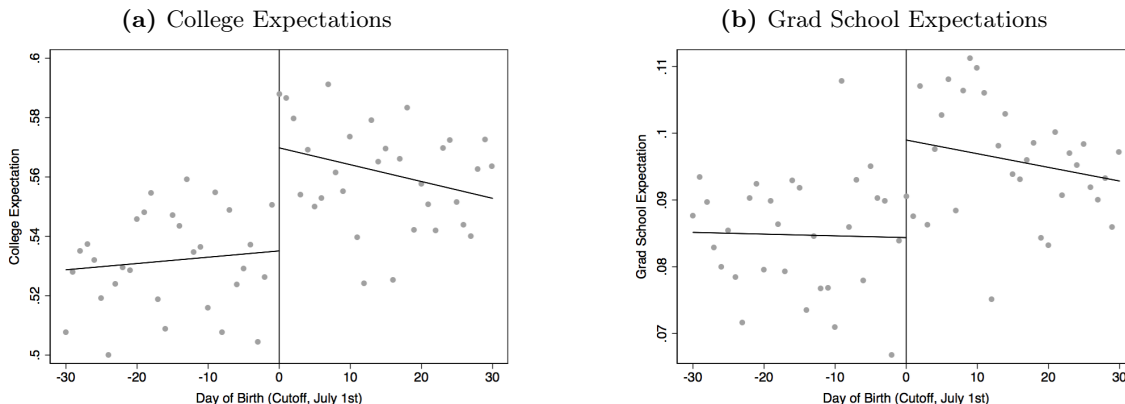 (a) College Expectations
College Expectation
.6
.58
.56
.54
.52
.5
-30 -20 -10 0 10 20 30
Day of Birth (Cutoff, July 1st)
(b) Grad School Expectations
Grad School Expectation
.11
.1
.09
.08
.07
-30 -20 -10 0 10 20 30
Day of Birth (Cutoff, July 1st)